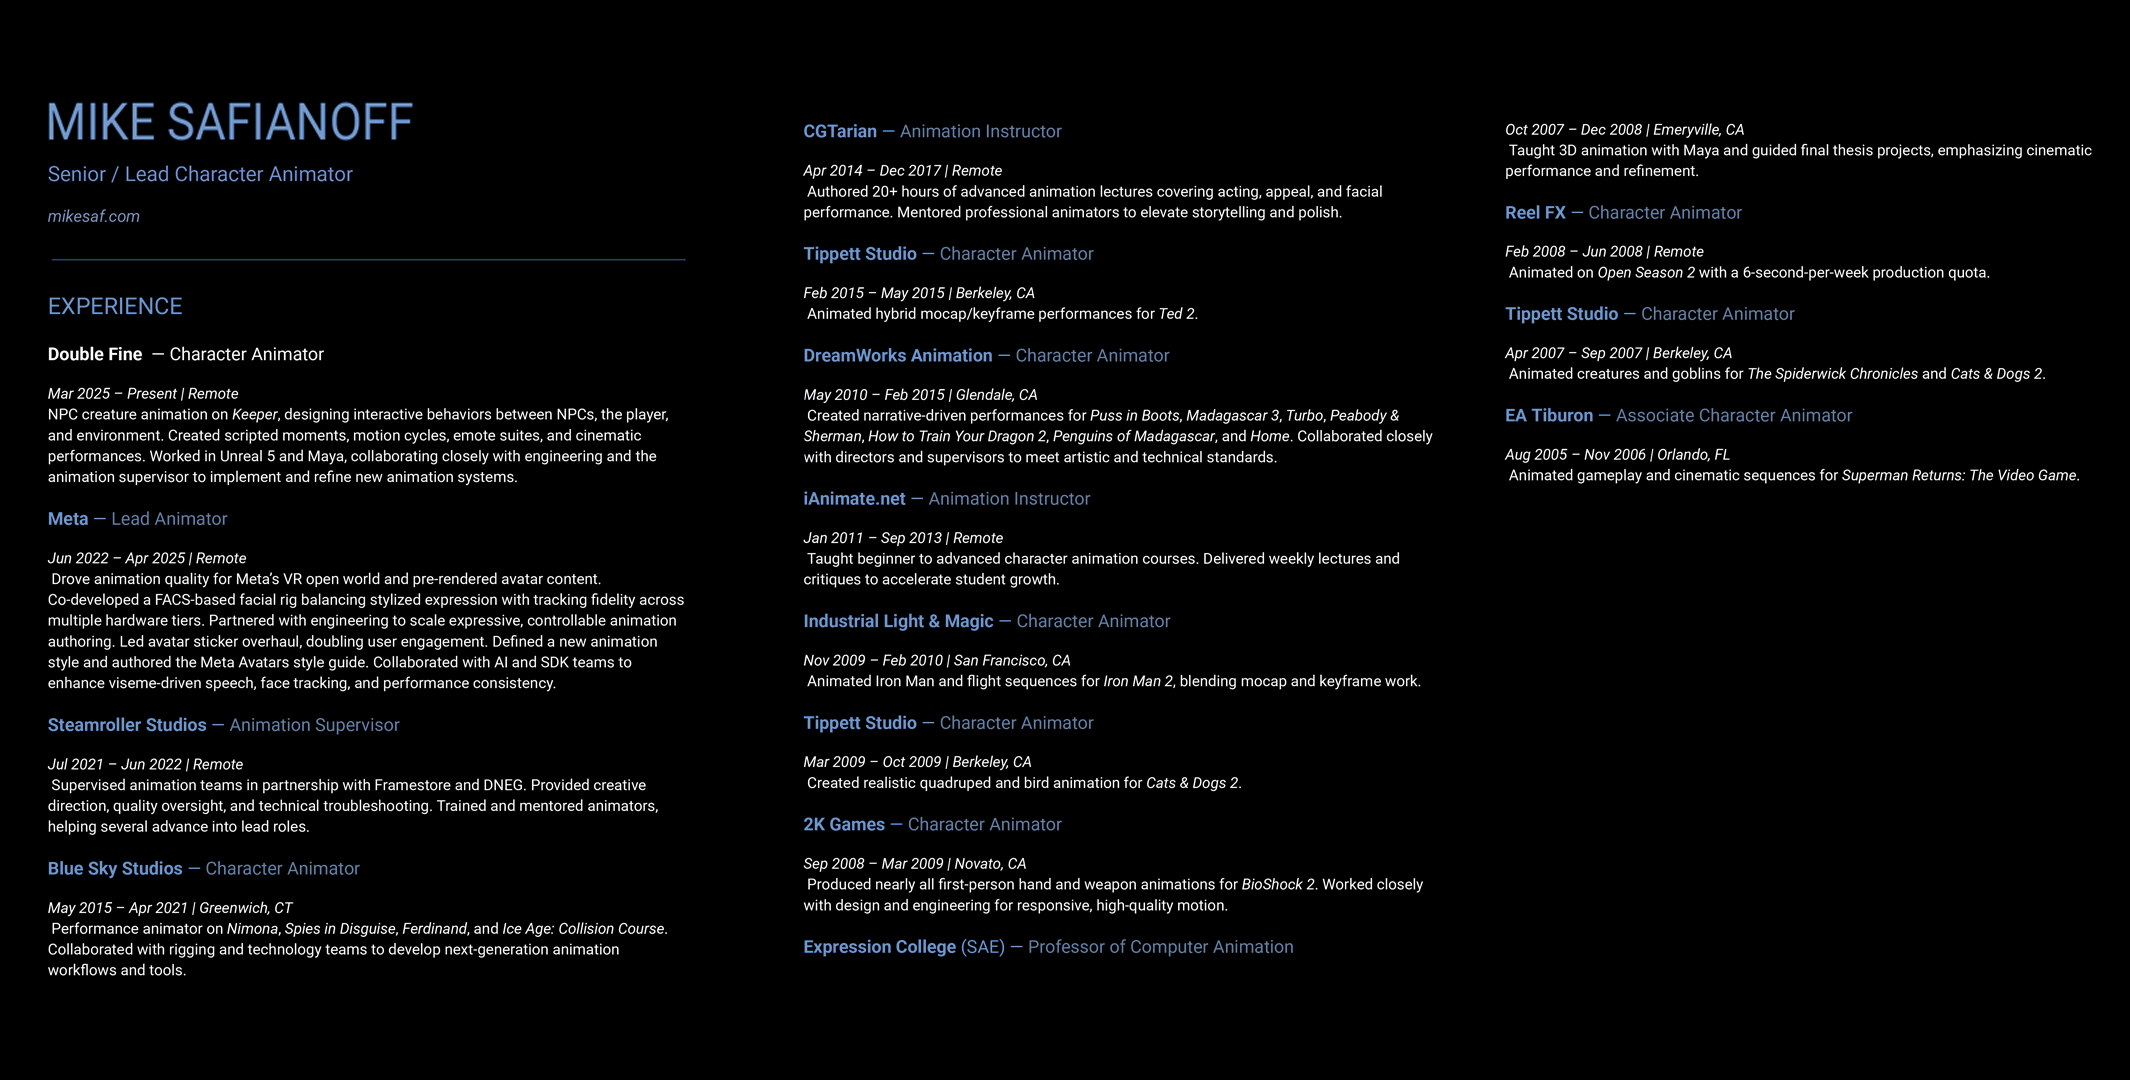 MIKE SAFIANOFF
Senior / Lead Character Animator
mikesaf.com
EXPERIENCE
Double Fine — Character Animator
Mar 2025 – Present | Remote
NPC creature animation on Keeper, designing interactive behaviors between NPCs, the player,
and environment. Created scripted moments, motion cycles, emote suites, and cinematic
performances. Worked in Unreal 5 and Maya, collaborating closely with engineering and the
animation supervisor to implement and refine new animation systems.
Meta — Lead Animator
Jun 2022 – Apr 2025 | Remote
Drove animation quality for Meta’s VR open world and pre-rendered avatar content.
Co-developed a FACS-based facial rig balancing stylized expression with tracking fidelity across
multiple hardware tiers. Partnered with engineering to scale expressive, controllable animation
authoring. Led avatar sticker overhaul, doubling user engagement. Defined a new animation
style and authored the Meta Avatars style guide. Collaborated with AI and SDK teams to
enhance viseme-driven speech, face tracking, and performance consistency.
Steamroller Studios — Animation Supervisor
Jul 2021 – Jun 2022 | Remote
Supervised animation teams in partnership with Framestore and DNEG. Provided creative
direction, quality oversight, and technical troubleshooting. Trained and mentored animators,
helping several advance into lead roles.
Blue Sky Studios — Character Animator
May 2015 – Apr 2021 | Greenwich, CT
Performance animator on Nimona, Spies in Disguise, Ferdinand, and Ice Age: Collision Course.
Collaborated with rigging and technology teams to develop next-generation animation
workflows and tools.
CGTarian — Animation Instructor
Apr 2014 – Dec 2017 | Remote
Authored 20+ hours of advanced animation lectures covering acting, appeal, and facial
performance. Mentored professional animators to elevate storytelling and polish.
Tippett Studio — Character Animator
Feb 2015 – May 2015 | Berkeley, CA
Animated hybrid mocap/keyframe performances for Ted 2.
DreamWorks Animation — Character Animator
May 2010 – Feb 2015 | Glendale, CA
Created narrative-driven performances for Puss in Boots, Madagascar 3, Turbo, Peabody &
Sherman, How to Train Your Dragon 2, Penguins of Madagascar, and Home. Collaborated closely
with directors and supervisors to meet artistic and technical standards.
iAnimate.net — Animation Instructor
Jan 2011 – Sep 2013 | Remote
Taught beginner to advanced character animation courses. Delivered weekly lectures and
critiques to accelerate student growth.
Industrial Light & Magic — Character Animator
Nov 2009 – Feb 2010 | San Francisco, CA
Animated Iron Man and flight sequences for Iron Man 2, blending mocap and keyframe work.
Tippett Studio — Character Animator
Mar 2009 – Oct 2009 | Berkeley, CA
Created realistic quadruped and bird animation for Cats & Dogs 2.
2K Games — Character Animator
Sep 2008 – Mar 2009 | Novato, CA
Produced nearly all first-person hand and weapon animations for BioShock 2. Worked closely
with design and engineering for responsive, high-quality motion.
Expression College (SAE) — Professor of Computer Animation
Oct 2007 – Dec 2008 | Emeryville, CA
Taught 3D animation with Maya and guided final thesis projects, emphasizing cinematic
performance and refinement.
Reel FX — Character Animator
Feb 2008 – Jun 2008 | Remote
Animated on Open Season 2 with a 6-second-per-week production quota.
Tippett Studio — Character Animator
Apr 2007 – Sep 2007 | Berkeley, CA
Animated creatures and goblins for The Spiderwick Chronicles and Cats & Dogs 2.
EA Tiburon — Associate Character Animator
Aug 2005 – Nov 2006 | Orlando, FL
Animated gameplay and cinematic sequences for Superman Returns: The Video Game.